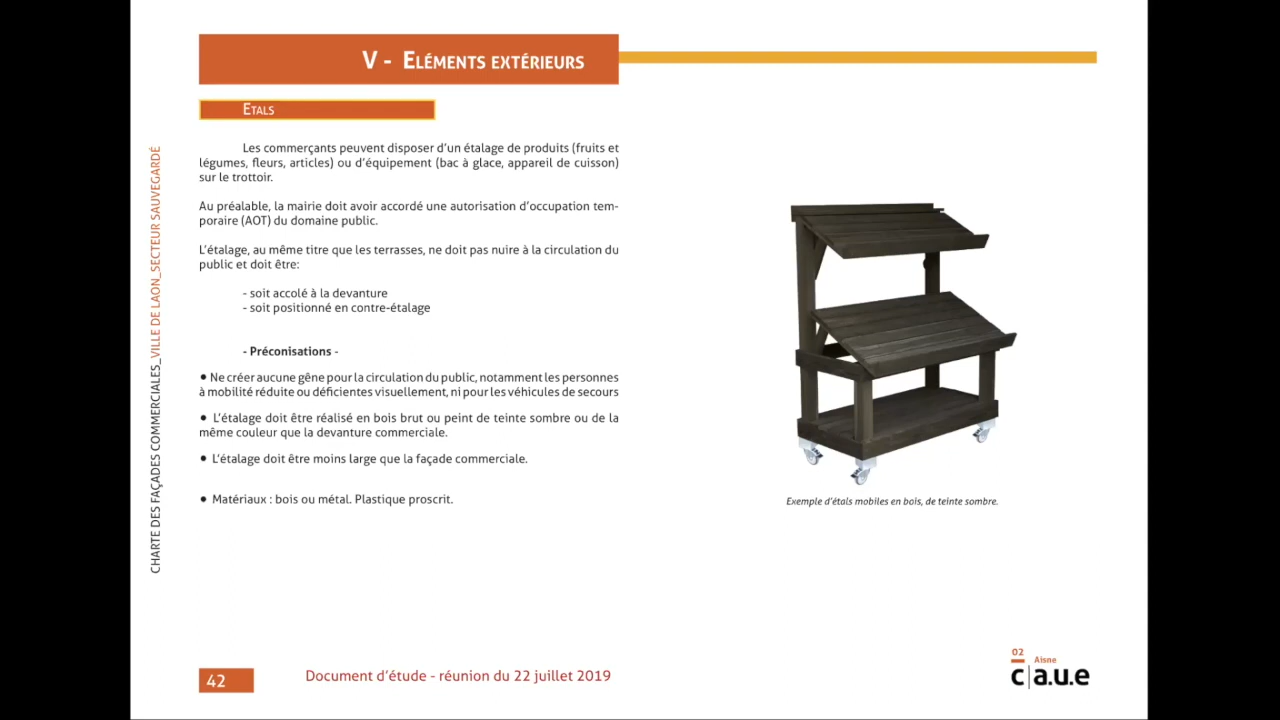 V - Eléments extérieurs
Etals
Les commerçants peuvent disposer d'un étalage de produits (fruits et
légumes, fleurs, articles) ou d'équipement (bac à glace, appareil de cuisson)
sur le trottoir.
Au préalable, la mairie doit avoir accordé une autorisation d'occupation tem-
poraire (AOT) du domaine public.
L'étalage, au même titre que les terrasses, ne doit pas nuire à la circulation du
public et doit être:
- soit accolé à la devanture
- soit positionné en contre-étalage
- Préconisations -
• Ne créer aucune gêne pour la circulation du public, notamment les personnes
à mobilité réduite ou déficientes visuellement, ni pour les véhicules de secours
• L'étalage doit être réalisé en bois brut ou peint de teinte sombre ou de la
même couleur que la devanture commerciale.
• L'étalage doit être moins large que la façade commerciale.
• Matériaux : bois ou métal. Plastique proscrit.
Exemple d'étals mobiles en bois, de teinte sombre.
CHARTE DES FAÇADES COMMERCIALES_VILLE DE LAON_SECTEUR SAUVEGARDÉ
42
Document d'étude - réunion du 22 juillet 2019
02
Aisne
c|a.u.e